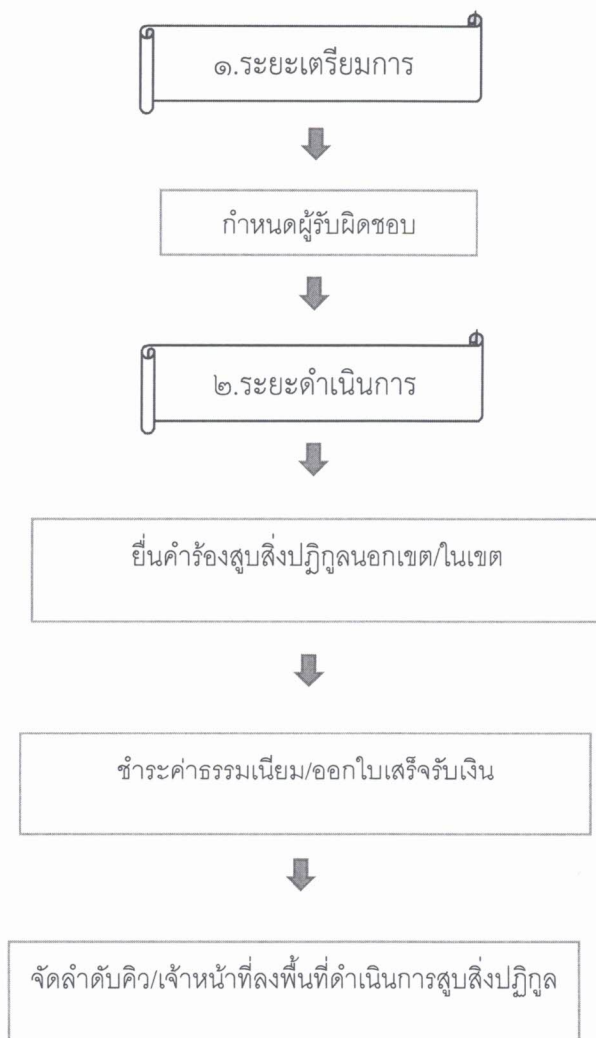 ๑.ระยะเตรียมการ
กำหนดผู้รับผิดชอบ
๒.ระยะดำเนินการ
ยื่นคำร้องสูบสิ่งปฏิกูลนอกเขต/ในเขต
ชำระค่าธรรมเนียม/ออกใบเสร็จรับเงิน
จัดลำดับคิว/เจ้าหน้าที่ลงพื้นที่ดำเนินการสูบสิ่งปฏิกูล